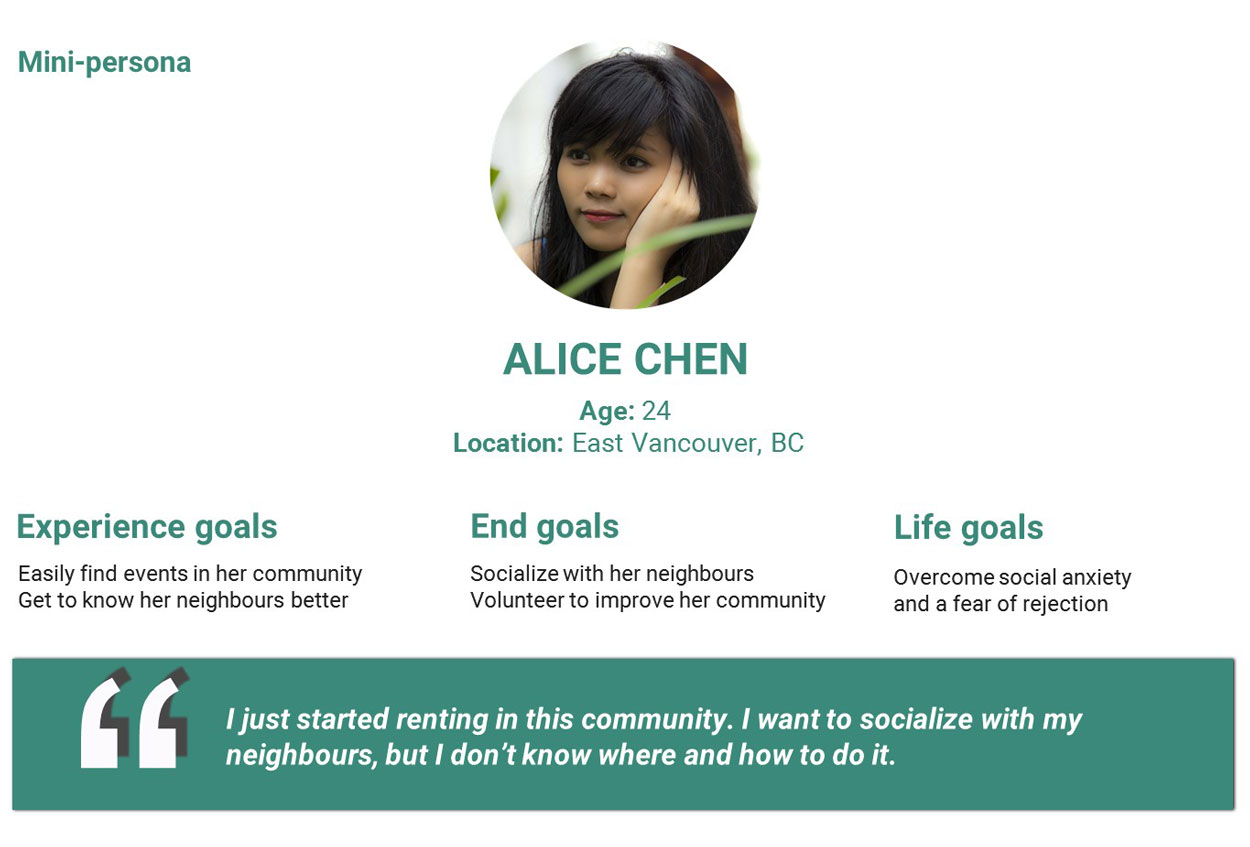 Mini-persona
ALICE CHEN
Age: 24
Location: East Vancouver, BC
Experience goals
Easily find events in her community
Get to know her neighbours better
End goals
Socialize with her neighbours
Volunteer to improve her community
Life goals
Overcome social anxiety
and a fear of rejection
“
I just started renting in this community. I want to socialize with my
neighbours, but I don’t know where and how to do it.